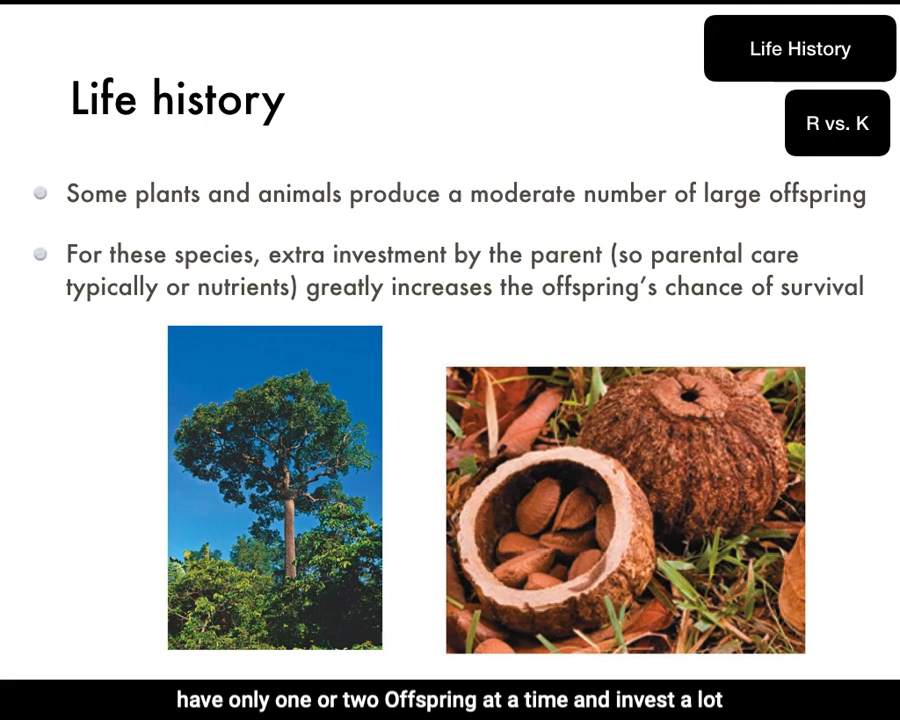 Life History
R vs. K
Life history
Some plants and animals produce a moderate number of large offspring
For these species, extra investment by the parent (so parental care
typically or nutrients) greatly increases the offspring's chance of survival
have only one or two Offspring at a time and invest a lot